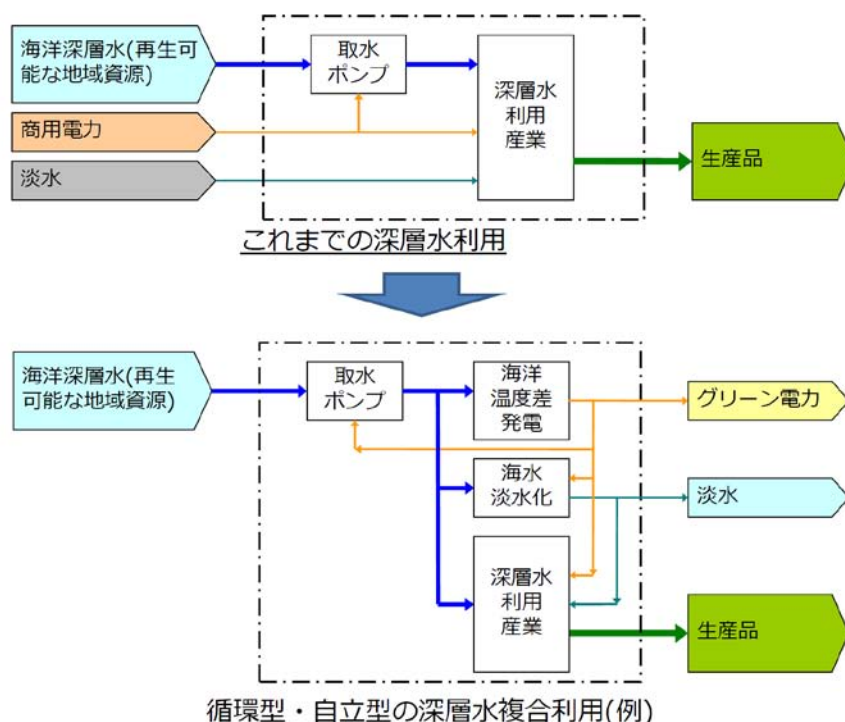 海洋深層水(再生可
能な地域資源)
取水
ポンプ
深層水
利用
産業
商用電力
淡水
生産品
これまでの深層水利用
海洋深層水(再生
可能な地域資源)
取水
ポンプ
海洋
温度差
発電
グリーン電力
海水
淡水化
淡水
深層水
利用
産業
生産品
循環型・自立型の深層水複合利用(例)